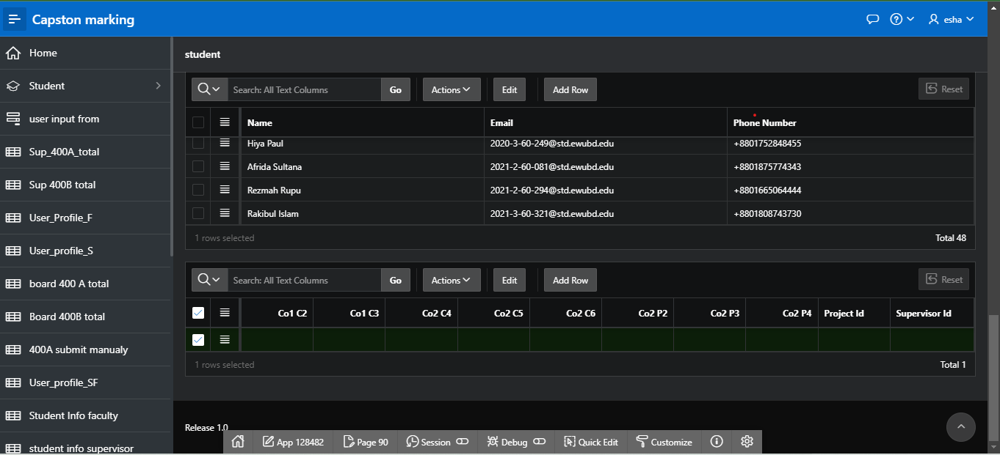 Capston marking
esha
Home
Student
user input from
Sup_400A_total
Sup 400B total
User_Profile_F
User_profile_S
board 400 A total
Board 400B total
400A submit manualy
User_profile_SF
Student Info faculty
student info supervisor
student
Search: All Text Columns Go Actions Edit Add Row Reset
Name Email Phone Number
Hiya Paul 2020-3-60-249@std.ewubd.edu +8801752848455
Afrida Sultana 2021-2-60-081@std.ewubd.edu +8801875774343
Rezmah Rupu 2021-2-60-294@std.ewubd.edu +8801665064444
Rakibul Islam 2021-3-60-321@std.ewubd.edu +8801808743730
1 rows selected Total 48
Search: All Text Columns Go Actions Edit Add Row Reset
Co1 C2 Co1 C3 Co2 C4 Co2 C5 Co2 C6 Co2 P2 Co2 P3 Co2 P4 Project Id Supervisor Id
1 rows selected Total 1
Release 1.0
App 128482 Page 90 Session Debug Quick Edit Customize